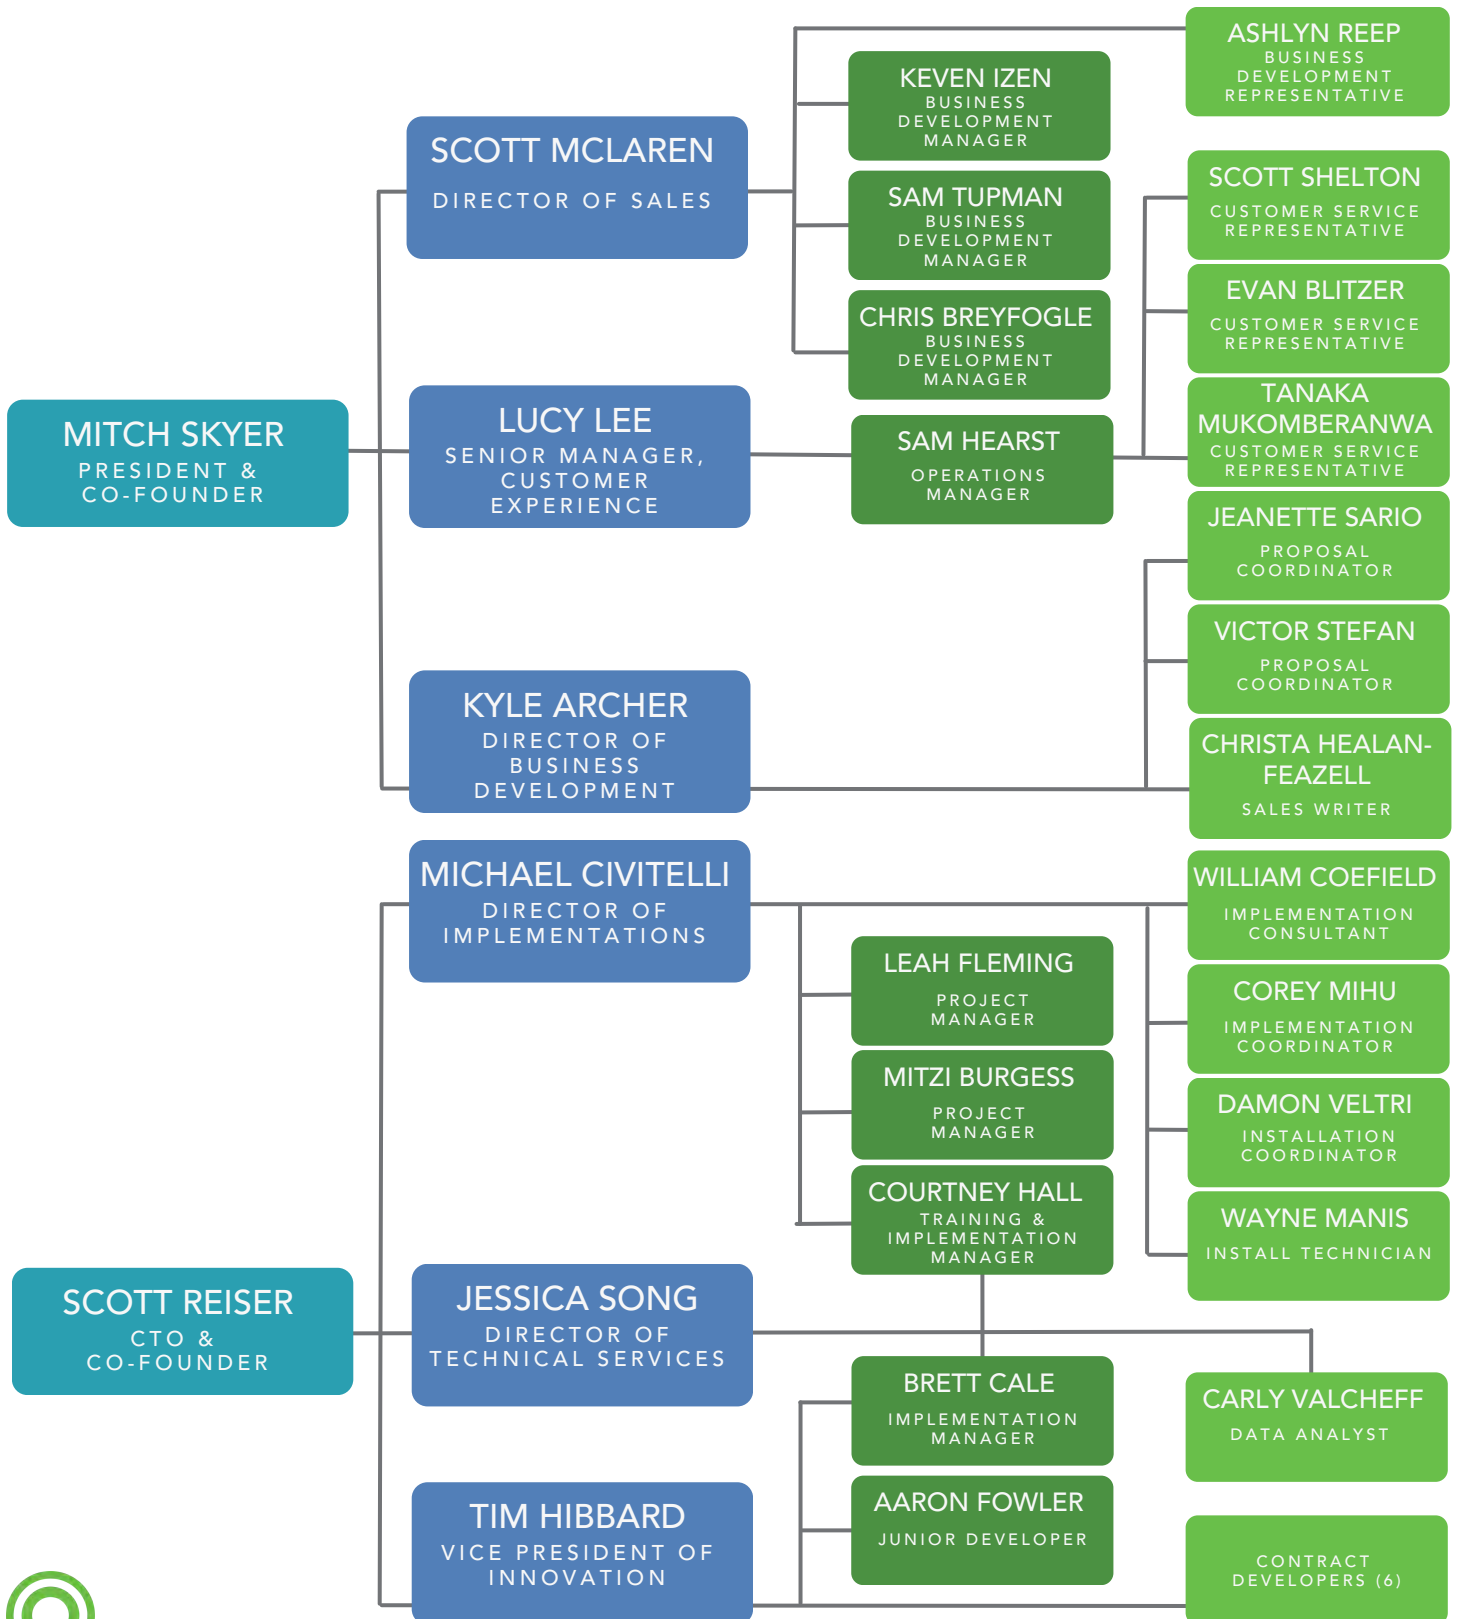 ASHLYN REEP
BUSINESS
DEVELOPMENT
REPRESENTATIVE
KEVEN IZEN
BUSINESS
DEVELOPMENT
MANAGER
SCOTT MCLAREN
DIRECTOR OF SALES
SAM TUPMAN
BUSINESS
DEVELOPMENT
MANAGER
SCOTT SHELTON
CUSTOMER SERVICE
REPRESENTATIVE
EVAN BLITZER
CUSTOMER SERVICE
REPRESENTATIVE
CHRIS BREYFOGLE
BUSINESS
DEVELOPMENT
MANAGER
TANAKA
MUKOMBERANWA
CUSTOMER SERVICE
REPRESENTATIVE
MITCH SKYER
PRESIDENT &
CO-FOUNDER
LUCY LEE
SENIOR MANAGER,
CUSTOMER
EXPERIENCE
SAM HEARST
OPERATIONS
MANAGER
JEANETTE SARIO
PROPOSAL
COORDINATOR
VICTOR STEFAN
PROPOSAL
COORDINATOR
KYLE ARCHER
DIRECTOR OF
BUSINESS
DEVELOPMENT
CHRISTA HEALAN-
FEAZELL
SALES WRITER
MICHAEL CIVITELLI
DIRECTOR OF
IMPLEMENTATIONS
WILLIAM COEFIELD
IMPLEMENTATION
CONSULTANT
LEAH FLEMING
PROJECT
MANAGER
COREY MIHU
IMPLEMENTATION
COORDINATOR
MITZI BURGESS
PROJECT
MANAGER
DAMON VELTRI
INSTALLATION
COORDINATOR
COURTNEY HALL
TRAINING &
IMPLEMENTATION
MANAGER
WAYNE MANIS
INSTALL TECHNICIAN
SCOTT REISER
CTO &
CO-FOUNDER
JESSICA SONG
DIRECTOR OF
TECHNICAL SERVICES
BRETT CALE
IMPLEMENTATION
MANAGER
CARLY VALCHEFF
DATA ANALYST
TIM HIBBARD
VICE PRESIDENT OF
INNOVATION
AARON FOWLER
JUNIOR DEVELOPER
CONTRACT
DEVELOPERS (6)